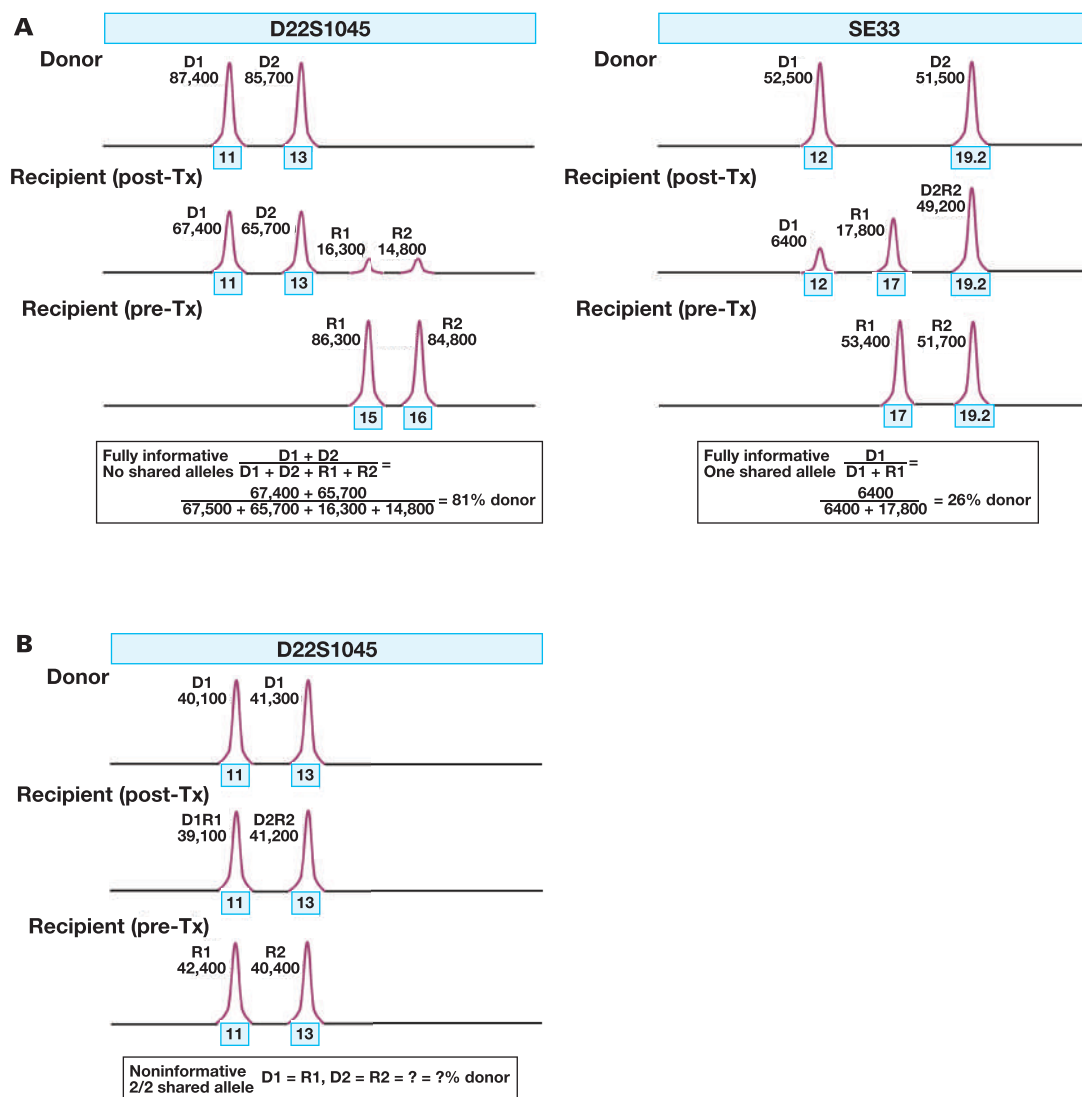 A
D22S1045
Donor
D1
87,400
D2
85,700
11
13
Recipient (post-Tx)
D1
67,400
D2
65,700
R1
16,300
R2
14,800
11
13
Recipient (pre-Tx)
R1
86,300
R2
84,800
15
16
Fully informative
No shared alleles
D1 + D2
D1 + D2 + R1 + R2
=
67,400 + 65,700
67,500 + 65,700 + 16,300 + 14,800
= 81% donor
SE33
Donor
D1
52,500
D2
51,500
12
19.2
Recipient (post-Tx)
D1
6400
R1
17,800
D2R2
49,200
12
17
19.2
Recipient (pre-Tx)
R1
53,400
R2
51,700
17
19.2
Fully informative
One shared allele
D1
D1 + R1
=
6400
6400 + 17,800
= 26% donor
B
D22S1045
Donor
D1
40,100
D1
41,300
11
13
Recipient (post-Tx)
D1R1
39,100
D2R2
41,200
11
13
Recipient (pre-Tx)
R1
42,400
R2
40,400
11
13
Noninformative
2/2 shared allele
D1 = R1, D2 = R2 = ? = ?% donor